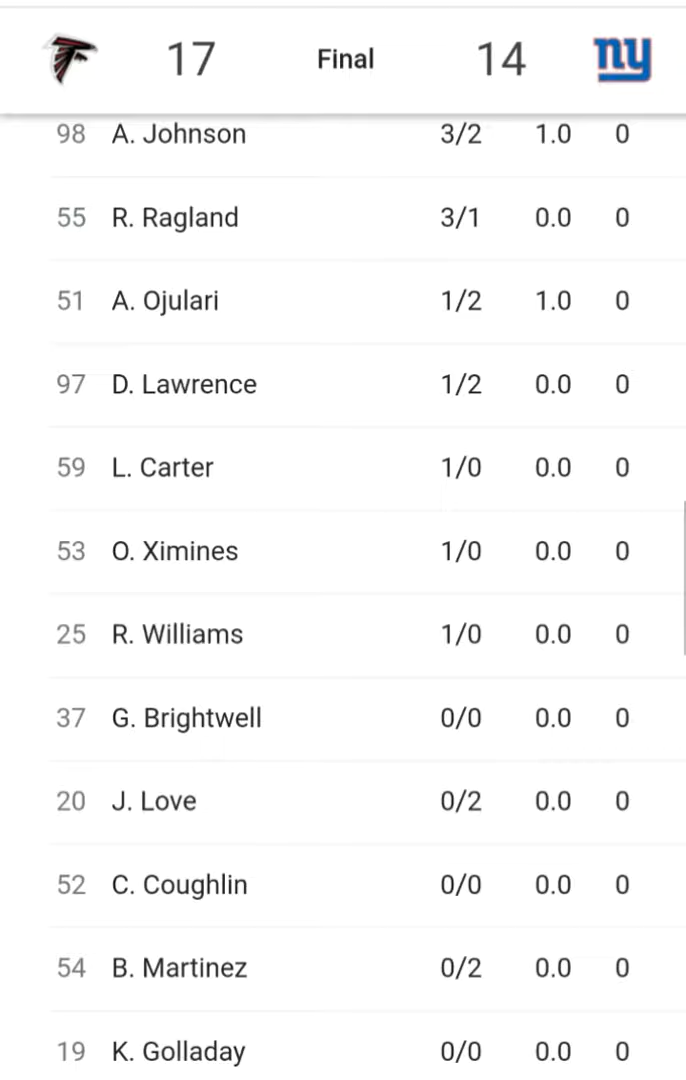 17 Final 14 ny
98 A. Johnson 3/2 1.0 0
55 R. Ragland 3/1 0.0 0
51 A. Ojulari 1/2 1.0 0
97 D. Lawrence 1/2 0.0 0
59 L. Carter 1/0 0.0 0
53 O. Ximines 1/0 0.0 0
25 R. Williams 1/0 0.0 0
37 G. Brightwell 0/0 0.0 0
20 J. Love 0/2 0.0 0
52 C. Coughlin 0/0 0.0 0
54 B. Martinez 0/2 0.0 0
19 K. Golladay 0/0 0.0 0